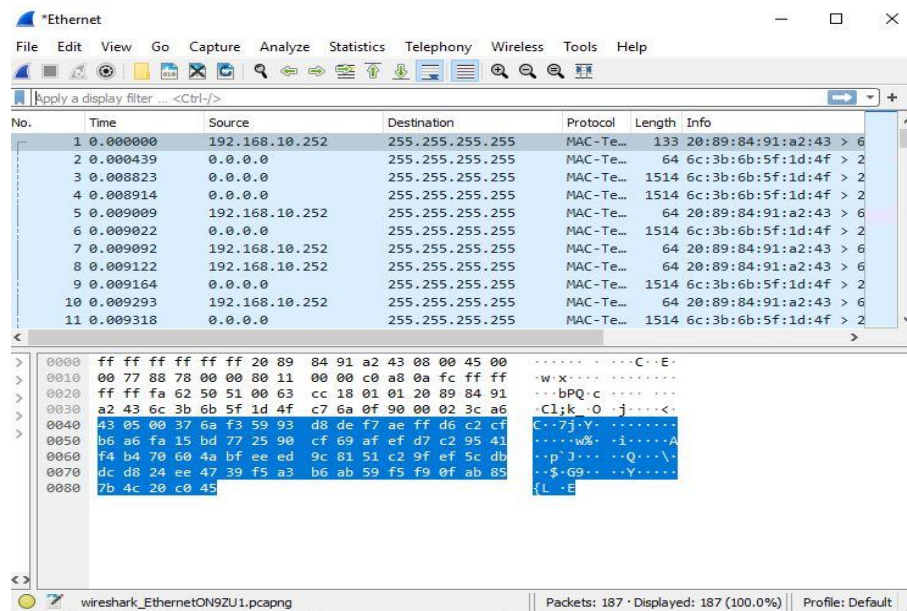 *Ethernet
File Edit View Go Capture Analyze Statistics Telephony Wireless Tools Help
Apply a display filter ... <Ctrl-/>
No. Time Source Destination Protocol Length Info
1 0.000000 192.168.10.252 255.255.255.255 MAC-Te… 133 20:89:84:91:a2:43 > 6
2 0.000439 0.0.0.0 255.255.255.255 MAC-Te… 64 6c:3b:6b:5f:1d:4f > 2
3 0.008823 0.0.0.0 255.255.255.255 MAC-Te… 1514 6c:3b:6b:5f:1d:4f > 2
4 0.008914 0.0.0.0 255.255.255.255 MAC-Te… 1514 6c:3b:6b:5f:1d:4f > 2
5 0.009009 192.168.10.252 255.255.255.255 MAC-Te… 64 20:89:84:91:a2:43 > 6
6 0.009022 0.0.0.0 255.255.255.255 MAC-Te… 1514 6c:3b:6b:5f:1d:4f > 2
7 0.009092 192.168.10.252 255.255.255.255 MAC-Te… 64 20:89:84:91:a2:43 > 6
8 0.009122 192.168.10.252 255.255.255.255 MAC-Te… 64 20:89:84:91:a2:43 > 6
9 0.009164 0.0.0.0 255.255.255.255 MAC-Te… 1514 6c:3b:6b:5f:1d:4f > 2
10 0.009293 192.168.10.252 255.255.255.255 MAC-Te… 64 20:89:84:91:a2:43 > 6
11 0.009318 0.0.0.0 255.255.255.255 MAC-Te… 1514 6c:3b:6b:5f:1d:4f > 2
0000 ff ff ff ff ff ff 20 89 84 91 a2 43 08 00 45 00 ······ · ···C··E·
0010 00 77 88 78 00 00 80 11 00 00 c0 a8 0a fc ff ff ·w·x···· ········
0020 ff ff fa 62 50 51 00 63 cc 18 01 01 20 89 84 91 ···bPQ·c ···· ···
0030 a2 43 6c 3b 6b 5f 1d 4f c7 6a 0f 90 00 02 3c a6 ·Cl;k_·O ·j····<·
0040 43 05 00 37 6a f3 59 93 d8 de f7 ae ff d6 c2 cf C··7j·Y· ········
0050 b6 a6 fa 15 bd 77 25 90 cf 69 af ef d7 c2 95 41 ·····w%· ·i·····A
0060 f4 b4 70 60 4a bf ee ed 9c 81 51 c2 9f ef 5c db ··p`J··· ··Q···\·
0070 dc d8 24 ee 47 39 f5 a3 b6 ab 59 f5 f9 0f ab 85 ··$·G9·· ··Y·····
0080 7b 4c 20 c0 45 {L ·E
wireshark_EthernetON9ZU1.pcapng Packets: 187 · Displayed: 187 (100.0%) Profile: Default